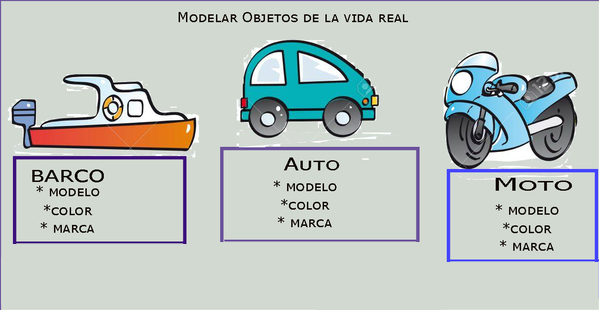 Modelar Objetos de la vida real
BARCO
* MODELO
*COLOR
* MARCA
Auto
* MODELO
*COLOR
* MARCA
Moto
* MODELO
*COLOR
* MARCA